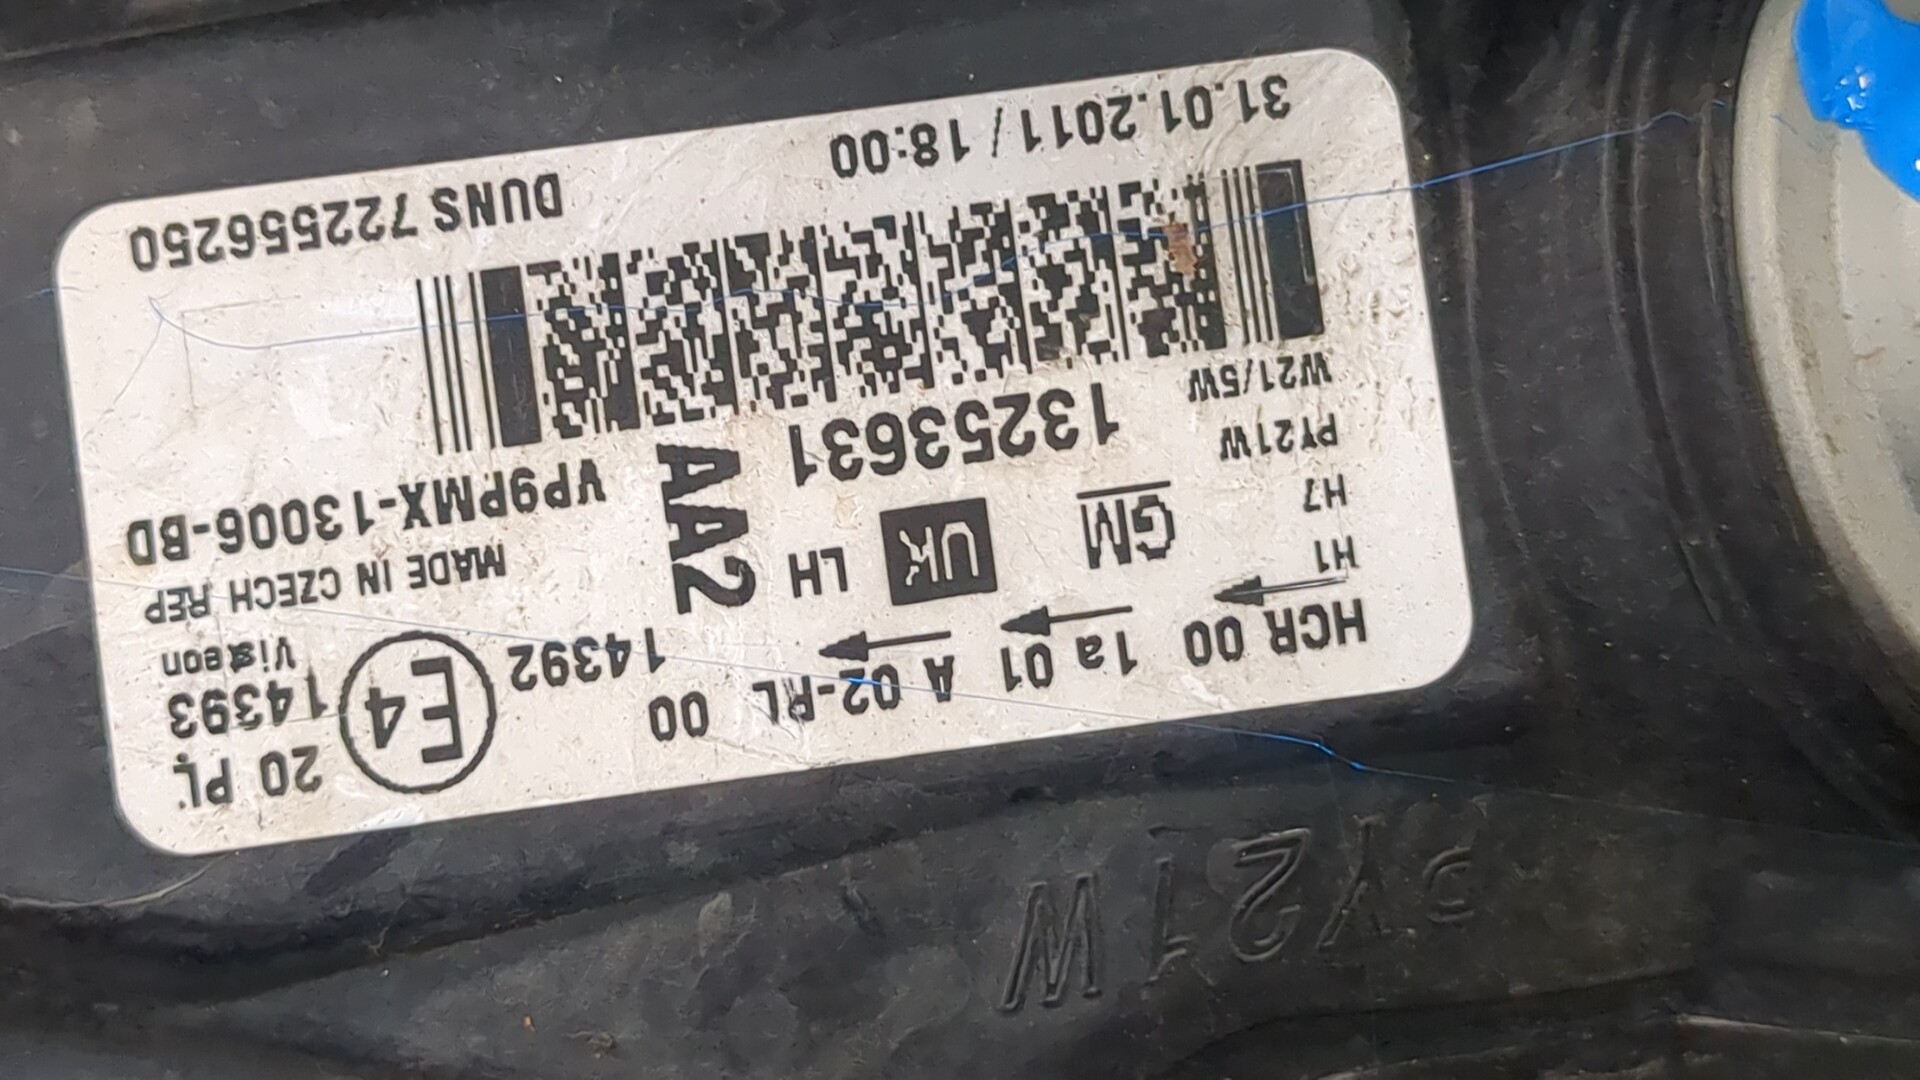 HCR 00 1a 01 A 02-RL 00 14392 E4 20 PL
14393
H1
H7
PY21W
W21/5W
GM UK LH AA2
13253631
Visteon
MADE IN CZECH REP
VP9PMX-13006-BD
31.01.2011 / 18:00 DUNS 722556250
PY21W